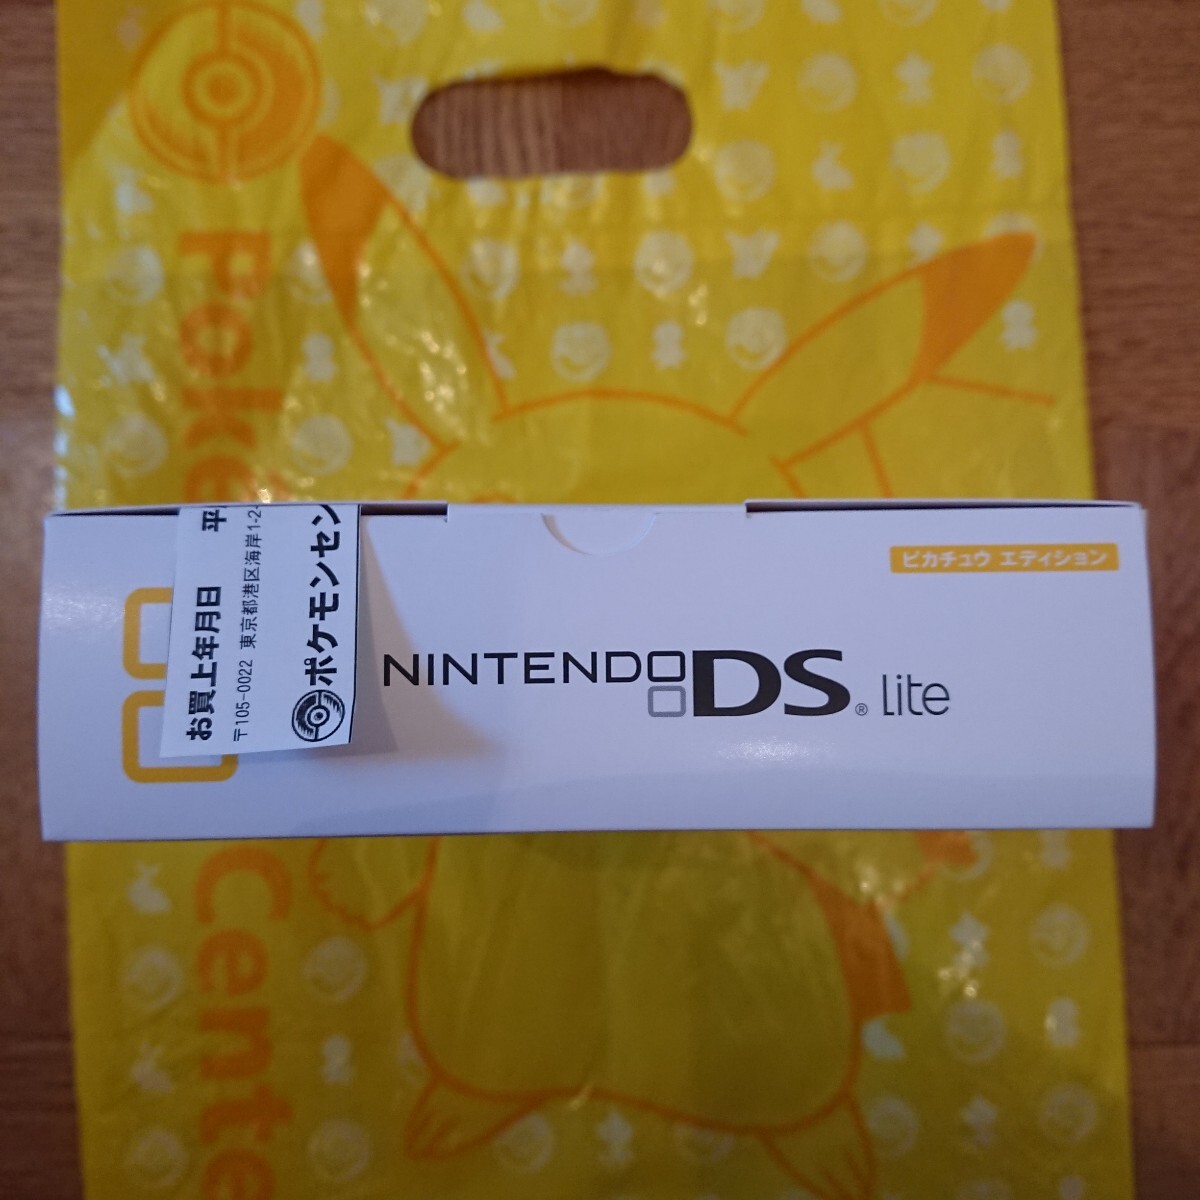 Poké
Center
ピカチュウ エディション
NINTENDO DS® lite
お買上年月日 平
〒105-0022 東京都港区海岸1-2-
ポケモンセン